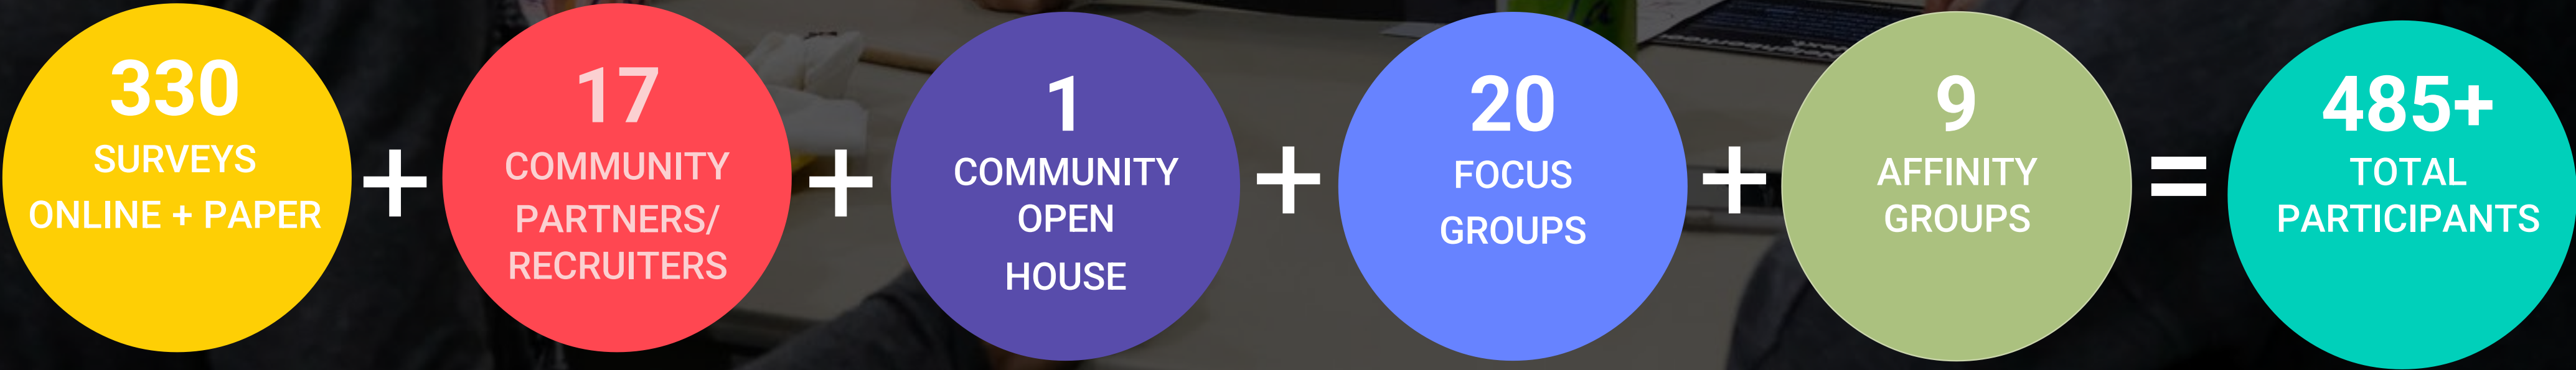 330
SURVEYS
ONLINE + PAPER
+
17
COMMUNITY
PARTNERS/
RECRUITERS
+
1
COMMUNITY
OPEN
HOUSE
+
20
FOCUS
GROUPS
+
9
AFFINITY
GROUPS
=
485+
TOTAL
PARTICIPANTS